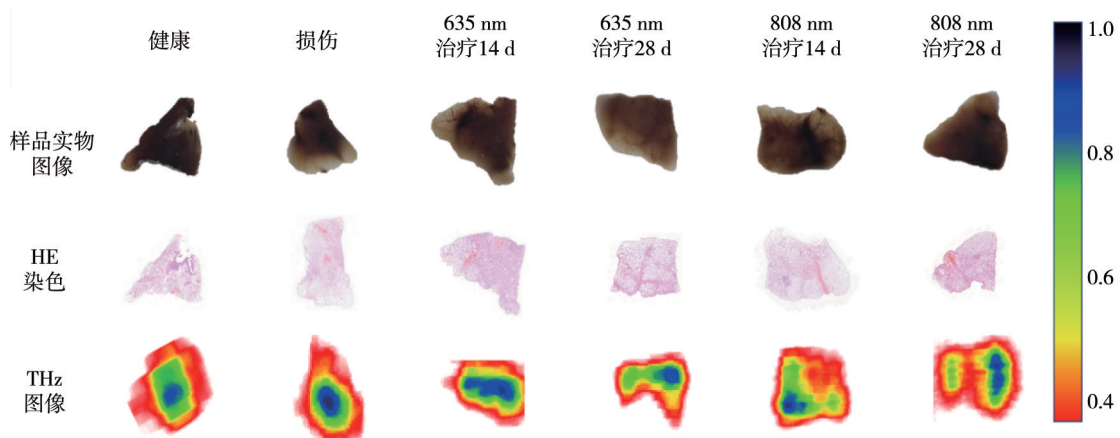 健康
损伤
635 nm
治疗14 d
635 nm
治疗28 d
808 nm
治疗14 d
808 nm
治疗28 d
样品实物
图像
HE
染色
THz
图像
1.0
0.8
0.6
0.4